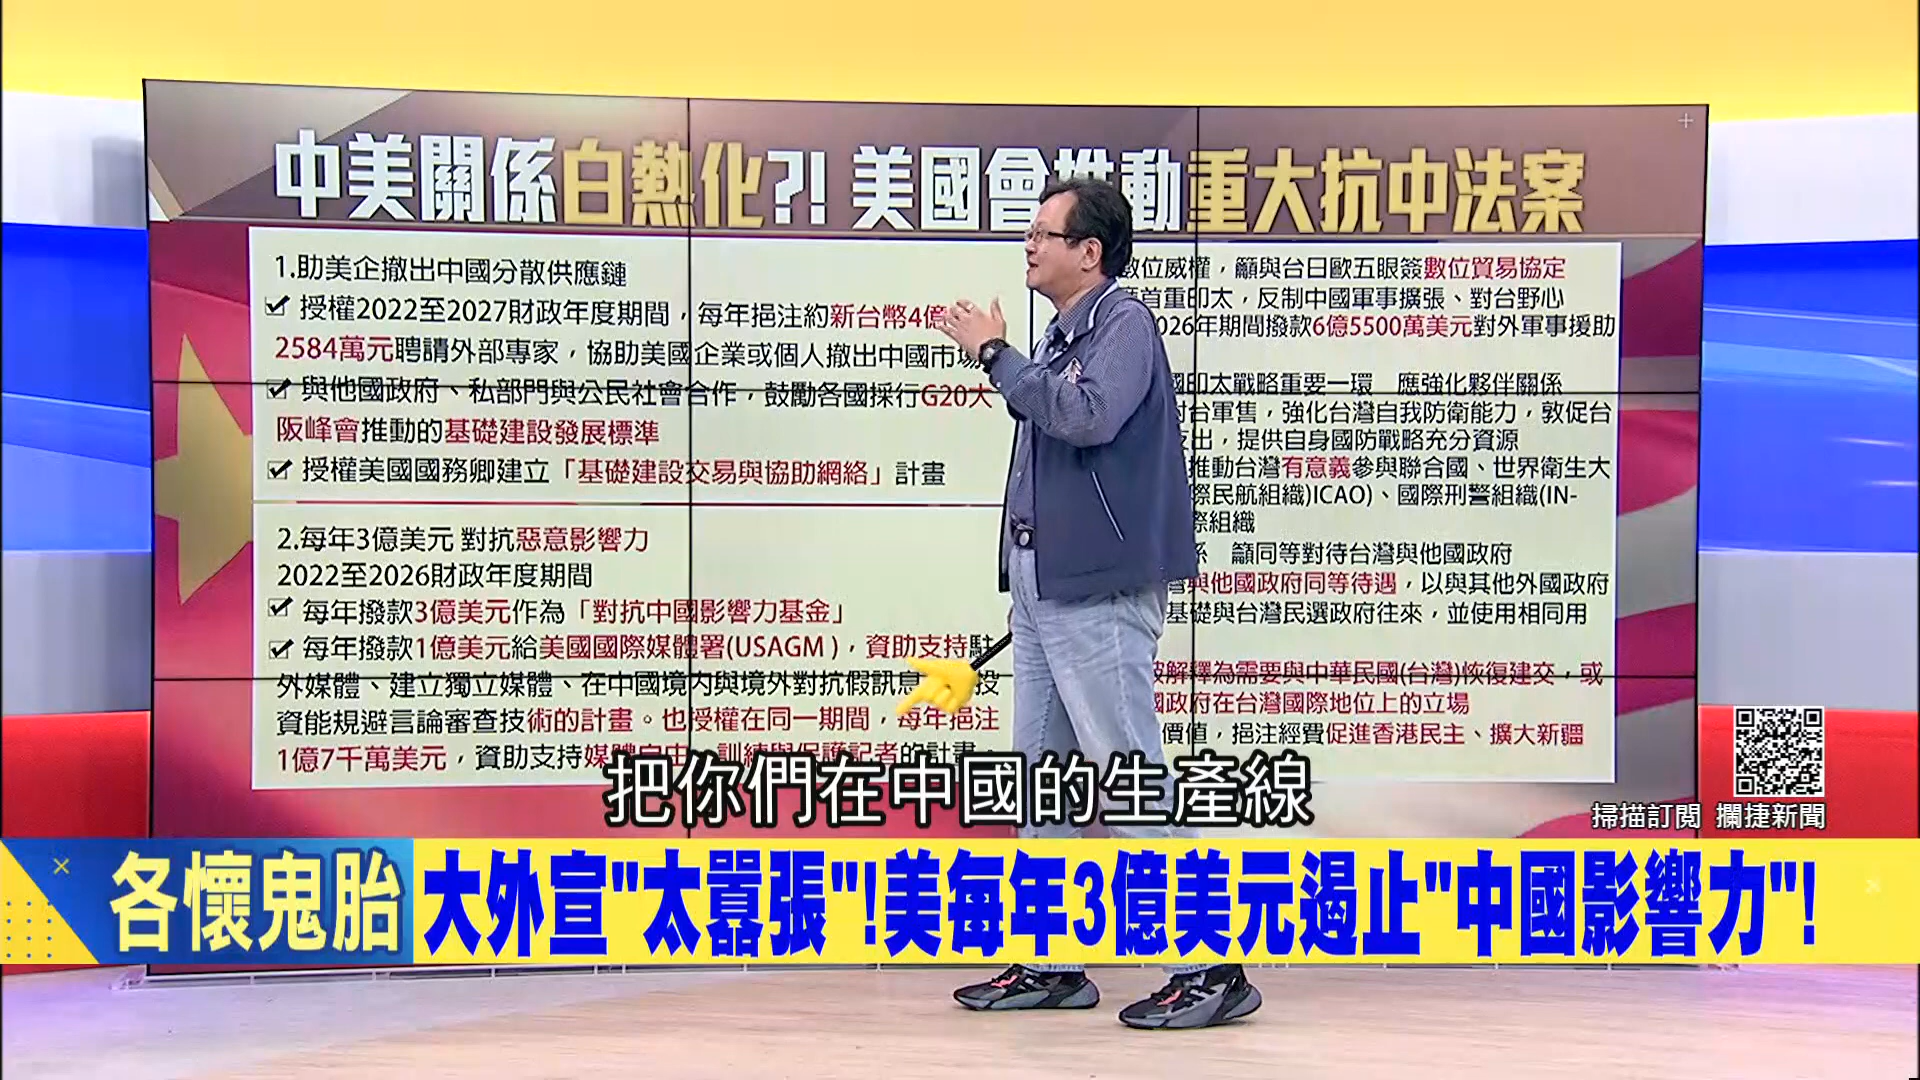 中美關係白熱化?! 美國會推動重大抗中法案
1.助美企撤出中國分散供應鏈
授權2022至2027財政年度期間，每年挹注約新台幣4億
2584萬元聘請外部專家，協助美國企業或個人撤出中國市場
與他國政府、私部門與公民社會合作，鼓勵各國採行G20大
阪峰會推動的基礎建設發展標準
授權美國國務卿建立「基礎建設交易與協助網絡」計畫
2.每年3億美元 對抗惡意影響力
2022至2026財政年度期間
每年撥款3億美元作為「對抗中國影響力基金」
每年撥款1億美元給美國國際媒體署(USAGM)，資助支持駐
外媒體、建立獨立媒體、在中國境內與境外對抗假訊息
投
資能規避言論審查技術的計畫。也授權在同一期間，每年挹注
1億7千萬美元，資助支持媒體自由、訓練與保護記者的計畫。
數位威權，籲與台日歐五眼簽數位貿易協定
首重印太，反制中國軍事擴張、對台野心
026年期間撥款6億5500萬美元對外軍事援助
國印太戰略重要一環 應強化夥伴關係
對台軍售，強化台灣自我防衛能力，敦促台
支出，提供自身國防戰略充分資源
推動台灣有意義參與聯合國、世界衛生大
際民航組織)ICAO)、國際刑警組織(IN-
際組織
係 籲同等對待台灣與他國政府
與他國政府同等待遇，以與其他外國政府
基礎與台灣民選政府往來，並使用相同用
被解釋為需要與中華民國(台灣)恢復建交，或
國政府在台灣國際地位上的立場
價值，挹注經費促進香港民主、擴大新疆
把你們在中國的生產線
掃描訂閱 攔捷新聞
各懷鬼胎
大外宣"太囂張"!美每年3億美元遏止"中國影響力"!